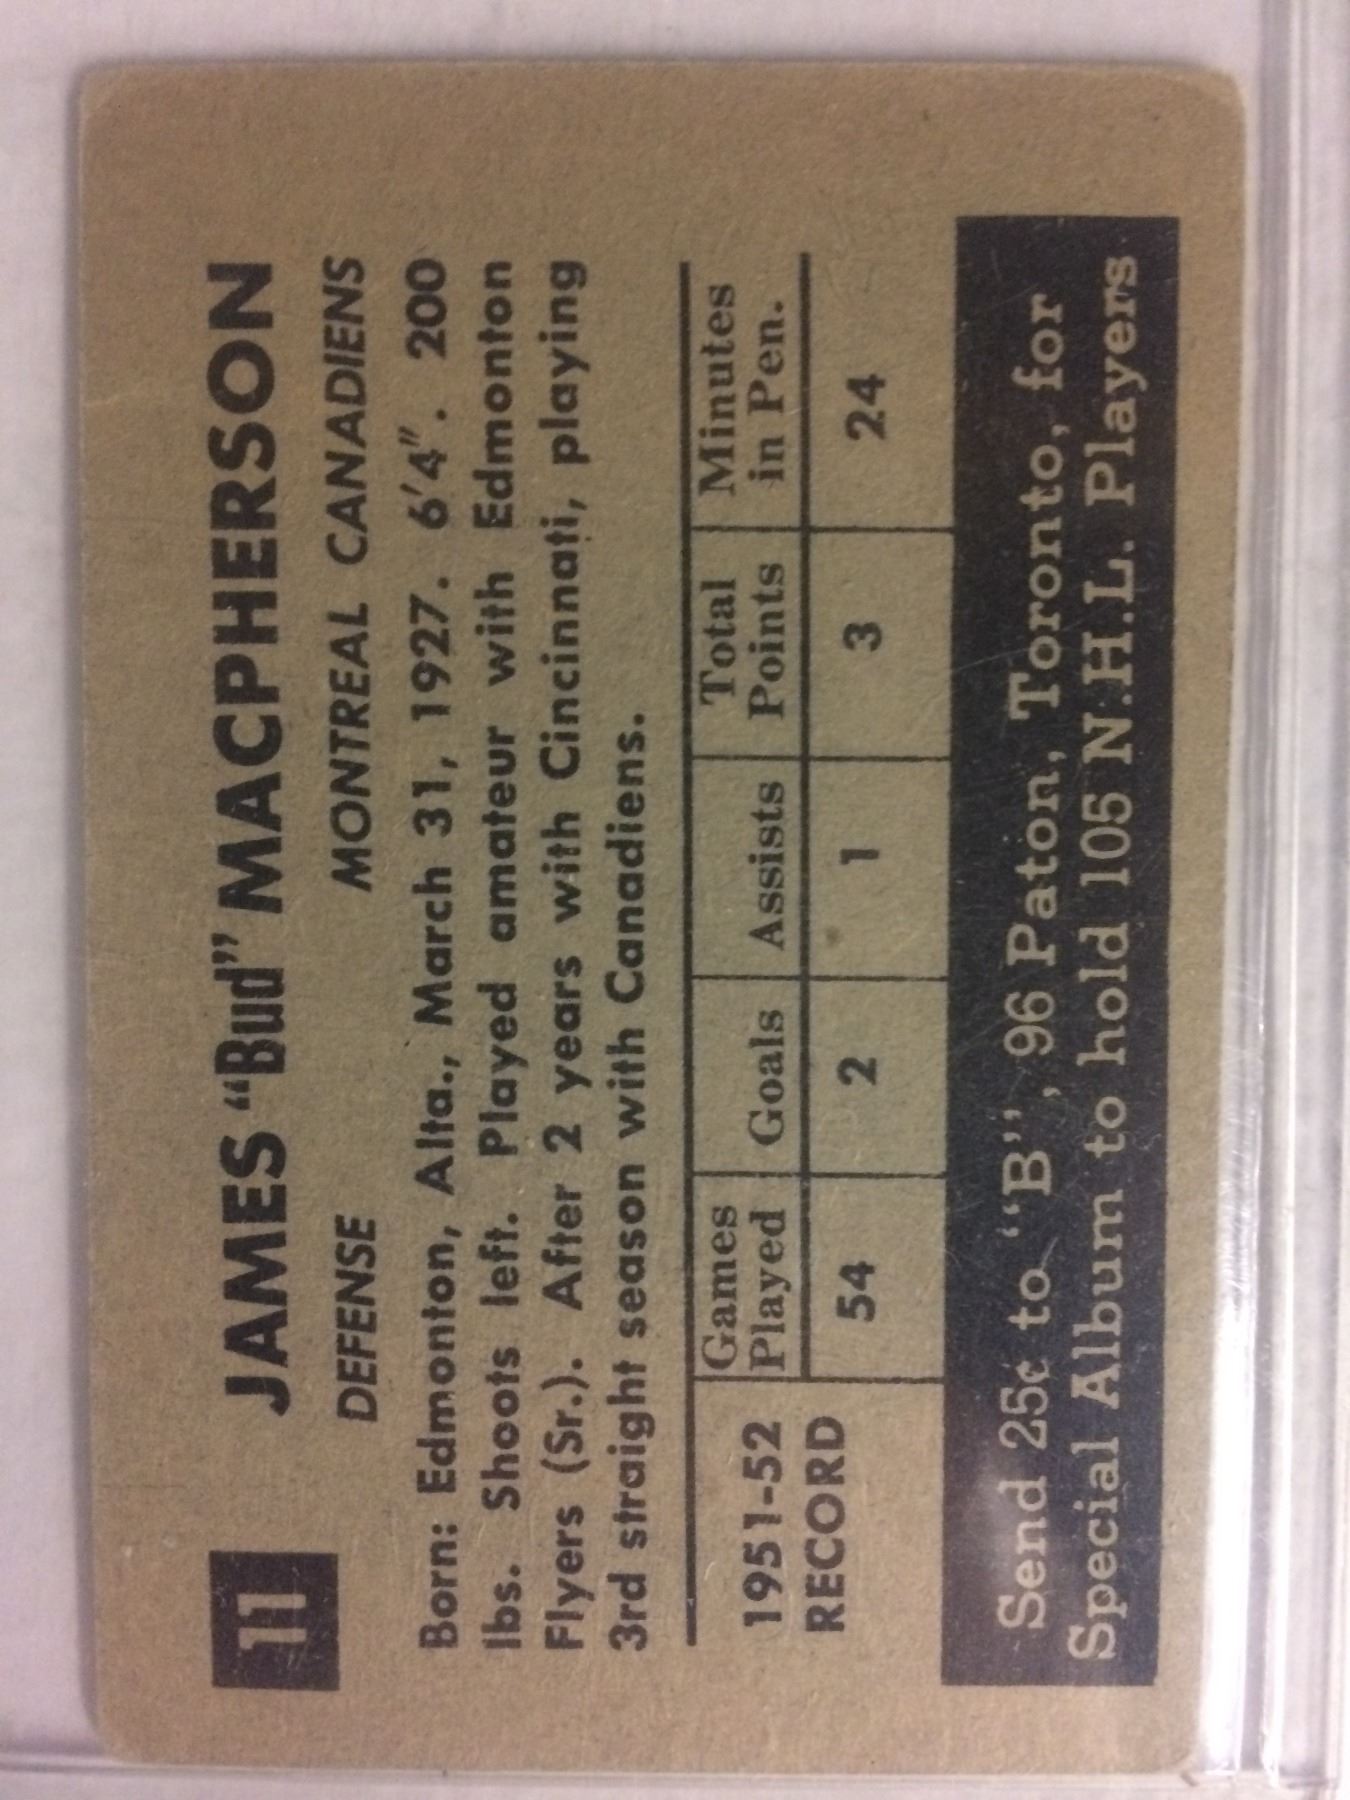 11
JAMES “Bud” MACPHERSON
DEFENSE MONTREAL CANADIENS
Born: Edmonton, Alta., March 31, 1927. 6’4”. 200
lbs. Shoots left. Played amateur with Edmonton
Flyers (Sr.). After 2 years with Cincinnati, playing
3rd straight season with Canadiens.
1951-52
RECORD
Games
Played
Goals
Assists
Total
Points
Minutes
in Pen.
54 2 1 3 24
Send 25¢ to “B”, 96 Paton, Toronto, for
Special Album to hold 105 N.H.L. Players